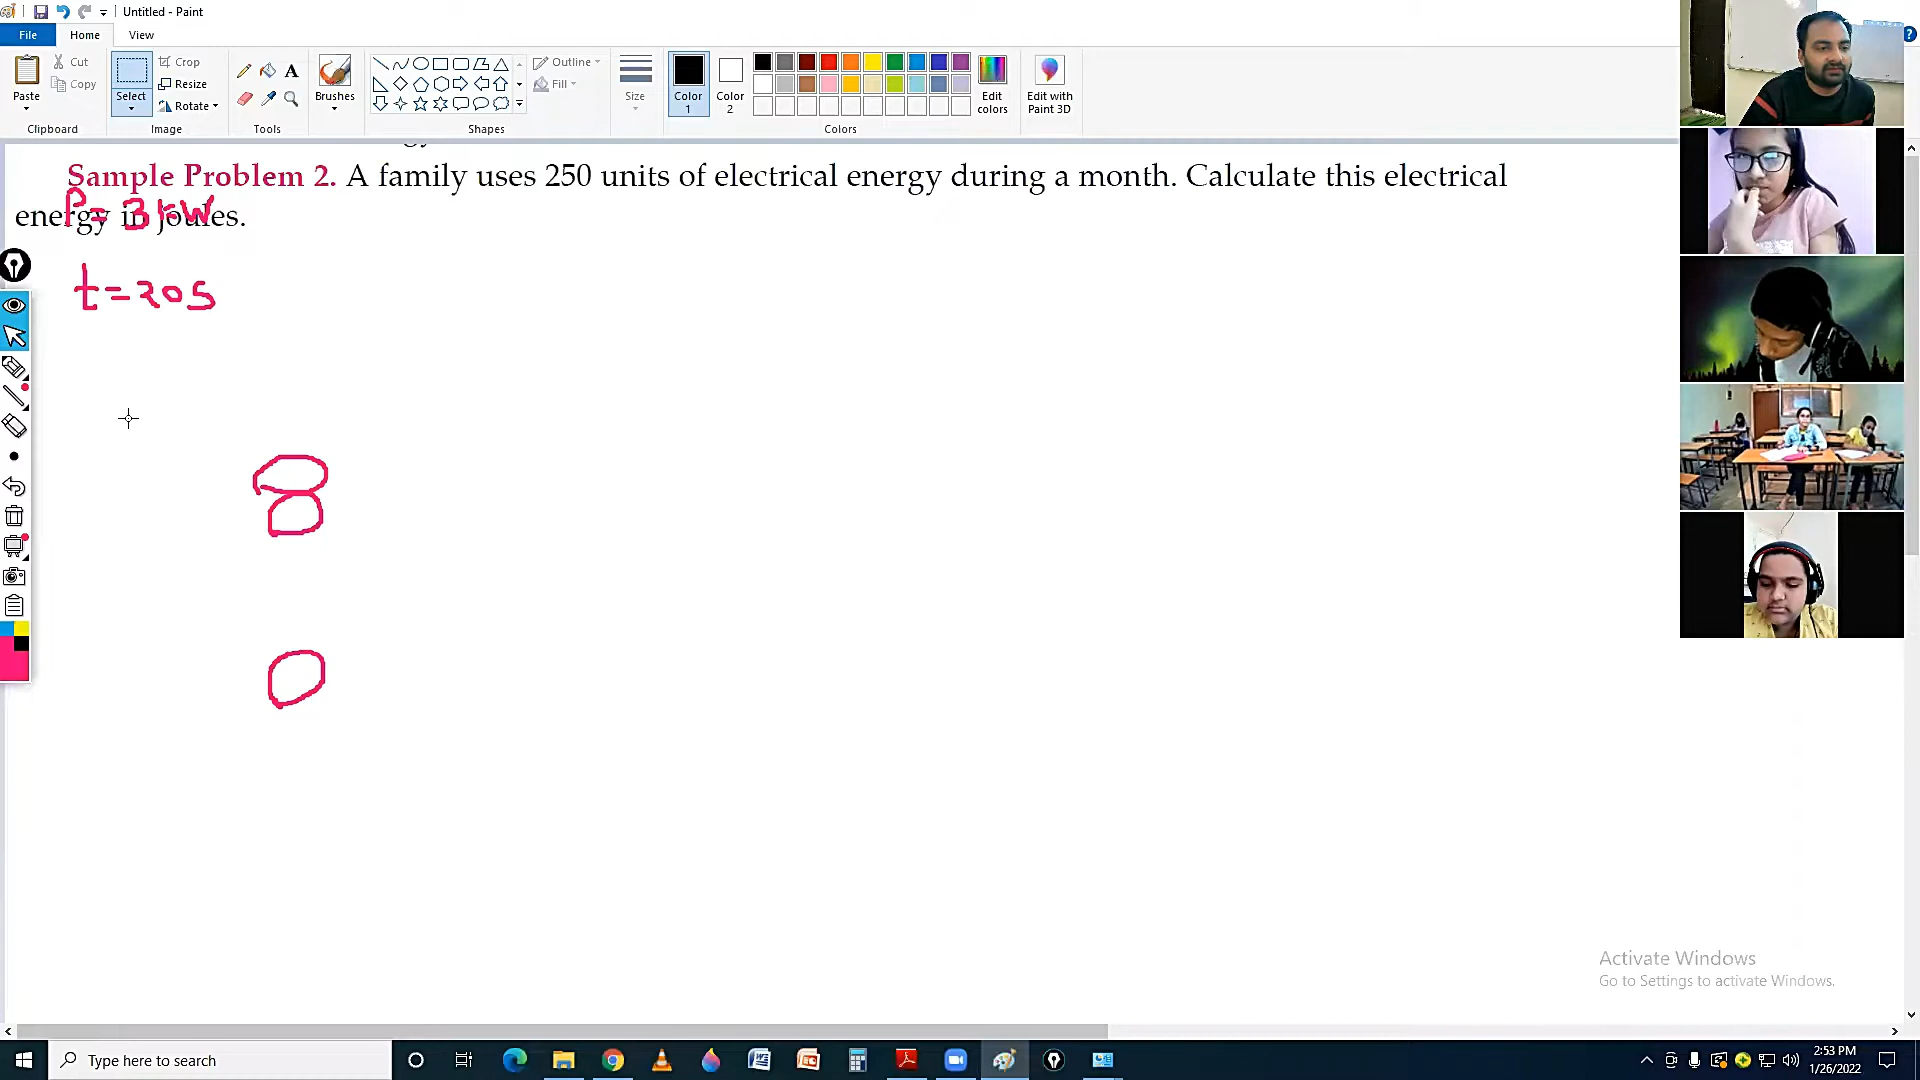 Untitled - Paint
File
Home
View
Paste
Cut
Copy
Clipboard
Select
Crop
Resize
Rotate
Image
Tools
Brushes
Shapes
Outline
Fill
Size
Color 1
Color 2
Edit colors
Edit with Paint 3D
Colors
Sample Problem 2. A family uses 250 units of electrical energy during a month. Calculate this electrical
energy in joules.
P = 3 kW
t = 20 s
8
0
Activate Windows
Go to Settings to activate Windows.
Type here to search
2:53 PM
1/26/2022